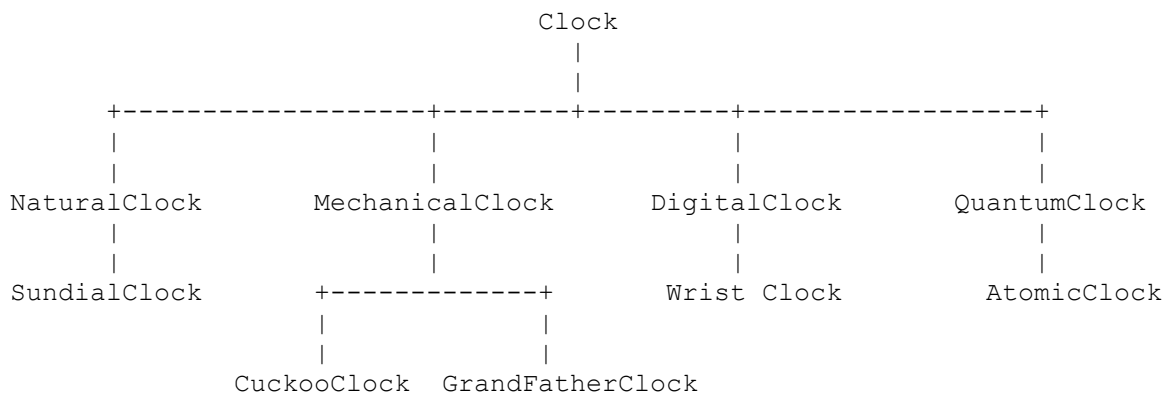 Clock
NaturalClock MechanicalClock DigitalClock QuantumClock
SundialClock Wrist Clock AtomicClock
CuckooClock GrandFatherClock